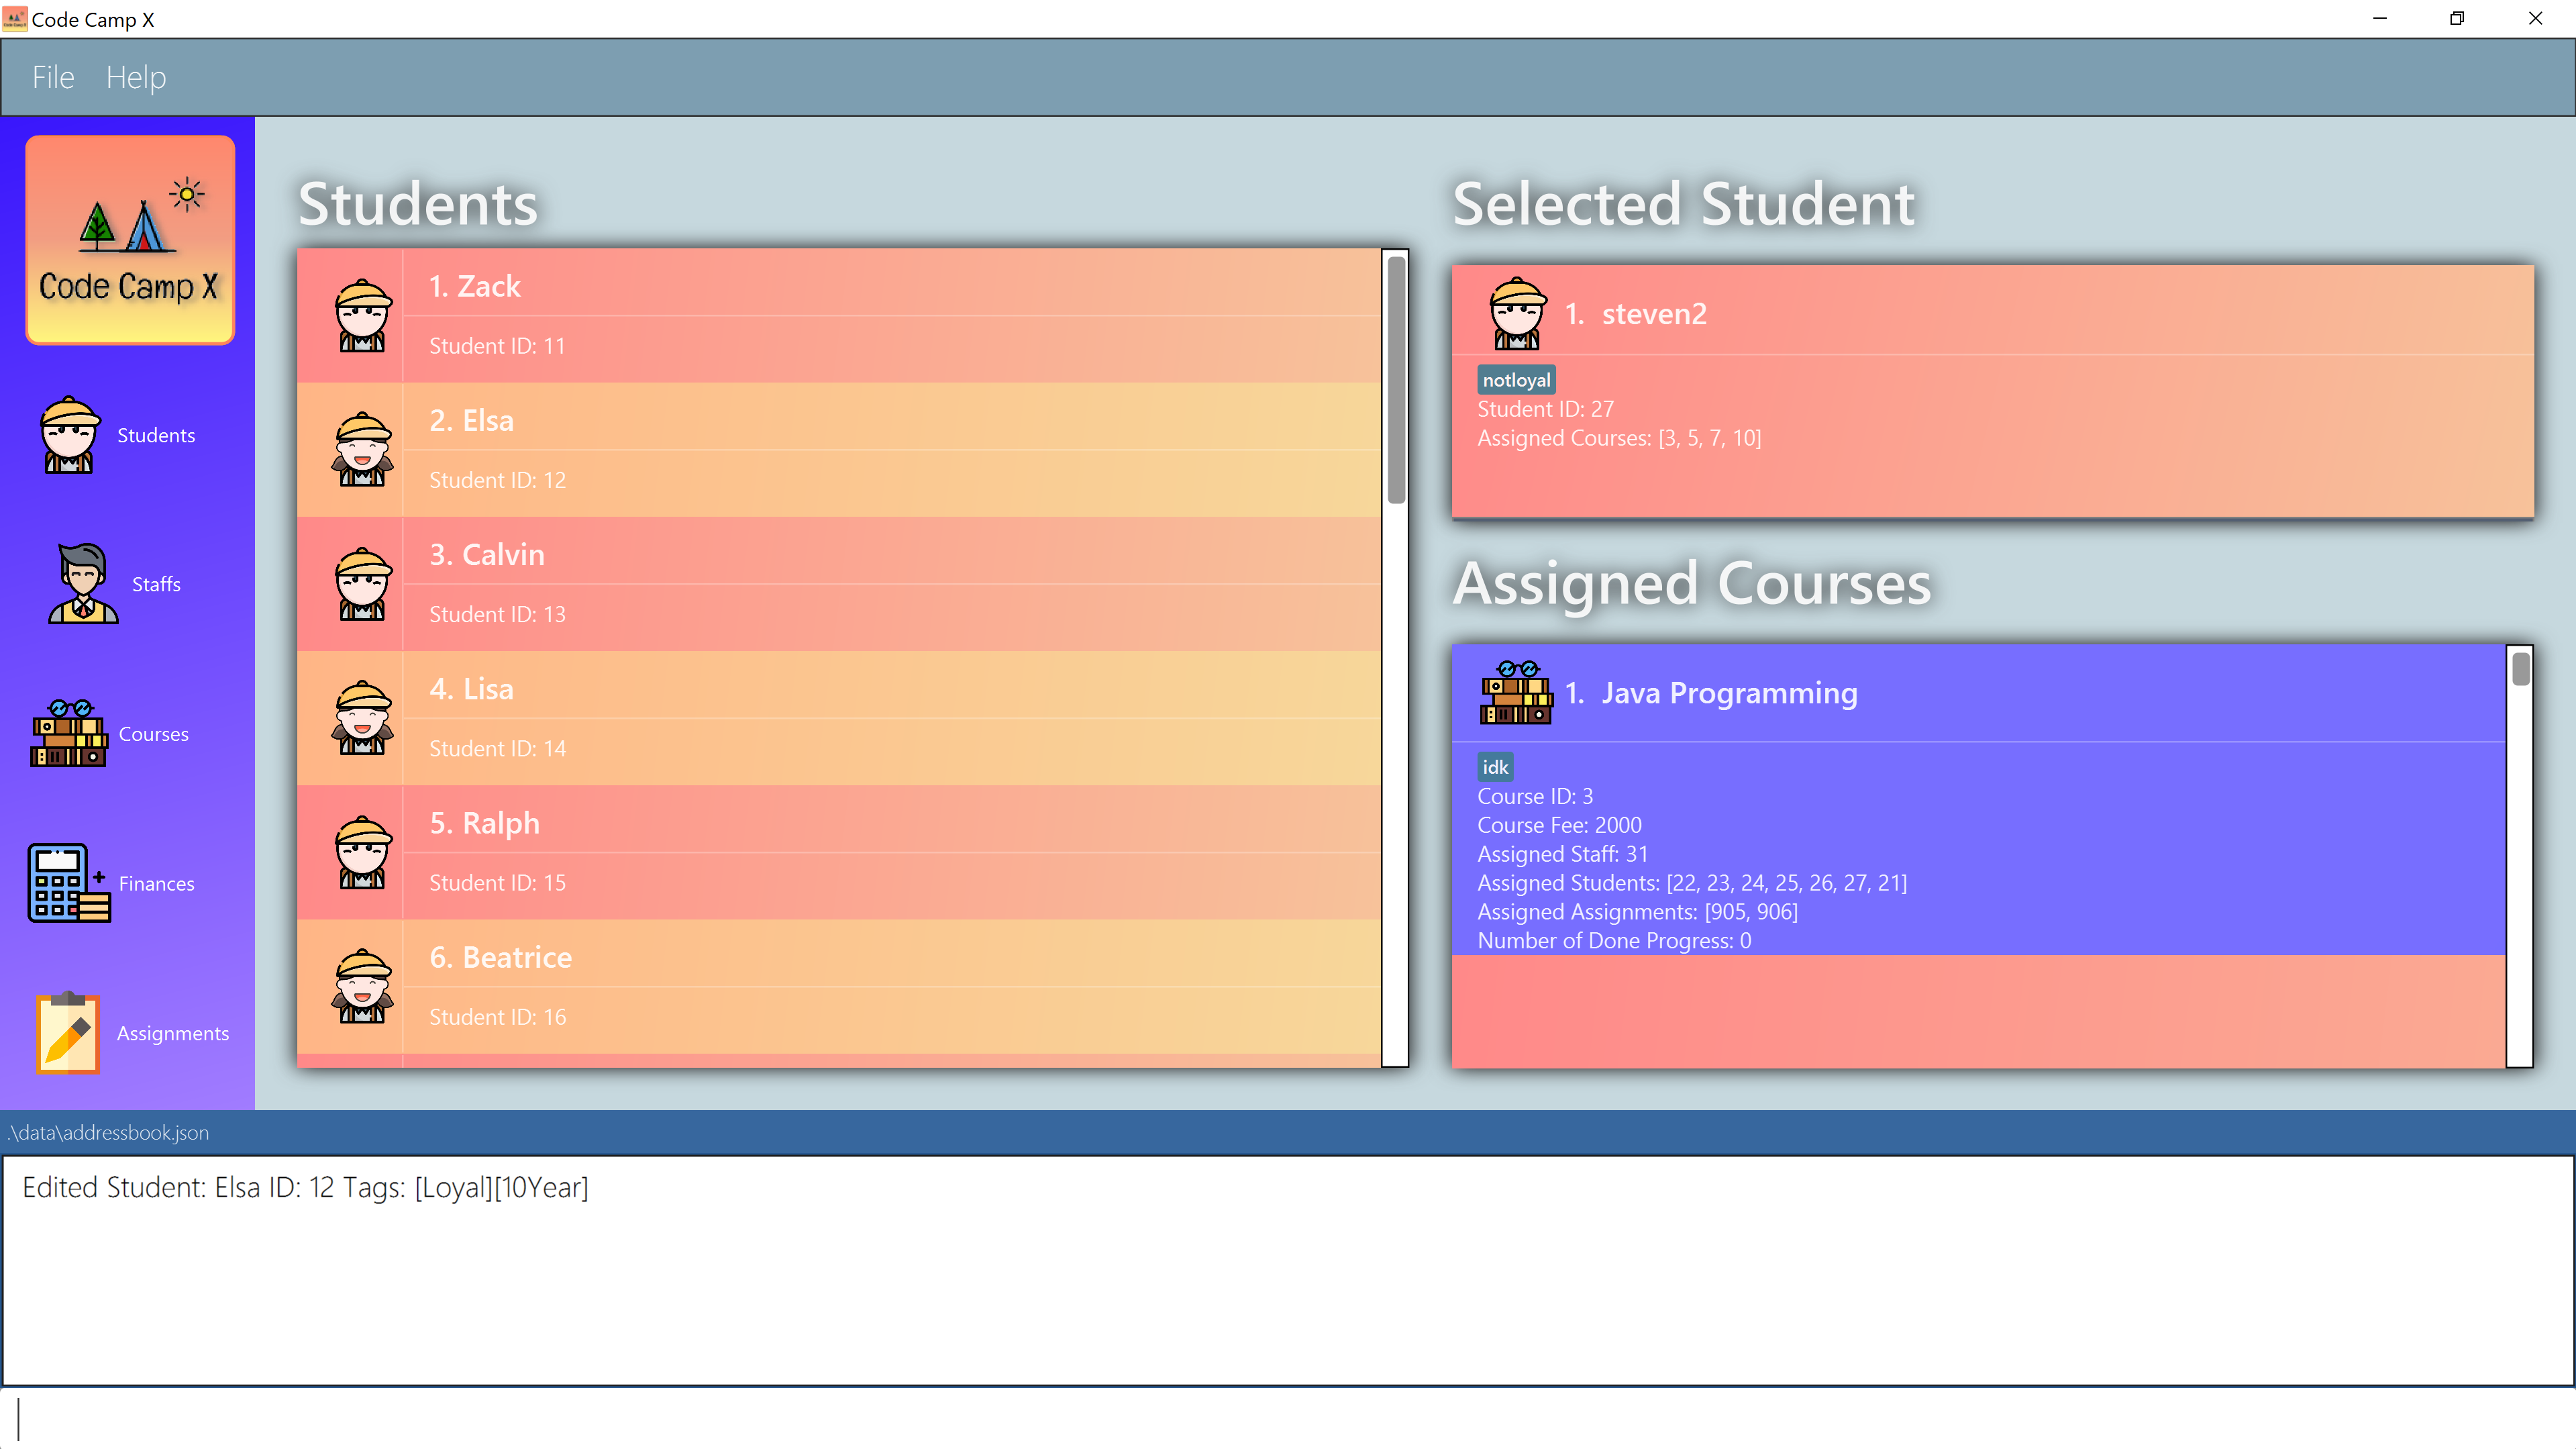 Code Camp X
File Help
Code Camp X
Students
Staffs
Courses
Finances
Assignments
Students
1. Zack
Student ID: 11
2. Elsa
Student ID: 12
3. Calvin
Student ID: 13
4. Lisa
Student ID: 14
5. Ralph
Student ID: 15
6. Beatrice
Student ID: 16
Selected Student
1. steven2
notloyal
Student ID: 27
Assigned Courses: [3, 5, 7, 10]
Assigned Courses
1. Java Programming
idk
Course ID: 3
Course Fee: 2000
Assigned Staff: 31
Assigned Students: [22, 23, 24, 25, 26, 27, 21]
Assigned Assignments: [905, 906]
Number of Done Progress: 0
.\data\addressbook.json
Edited Student: Elsa ID: 12 Tags: [Loyal][10Year]